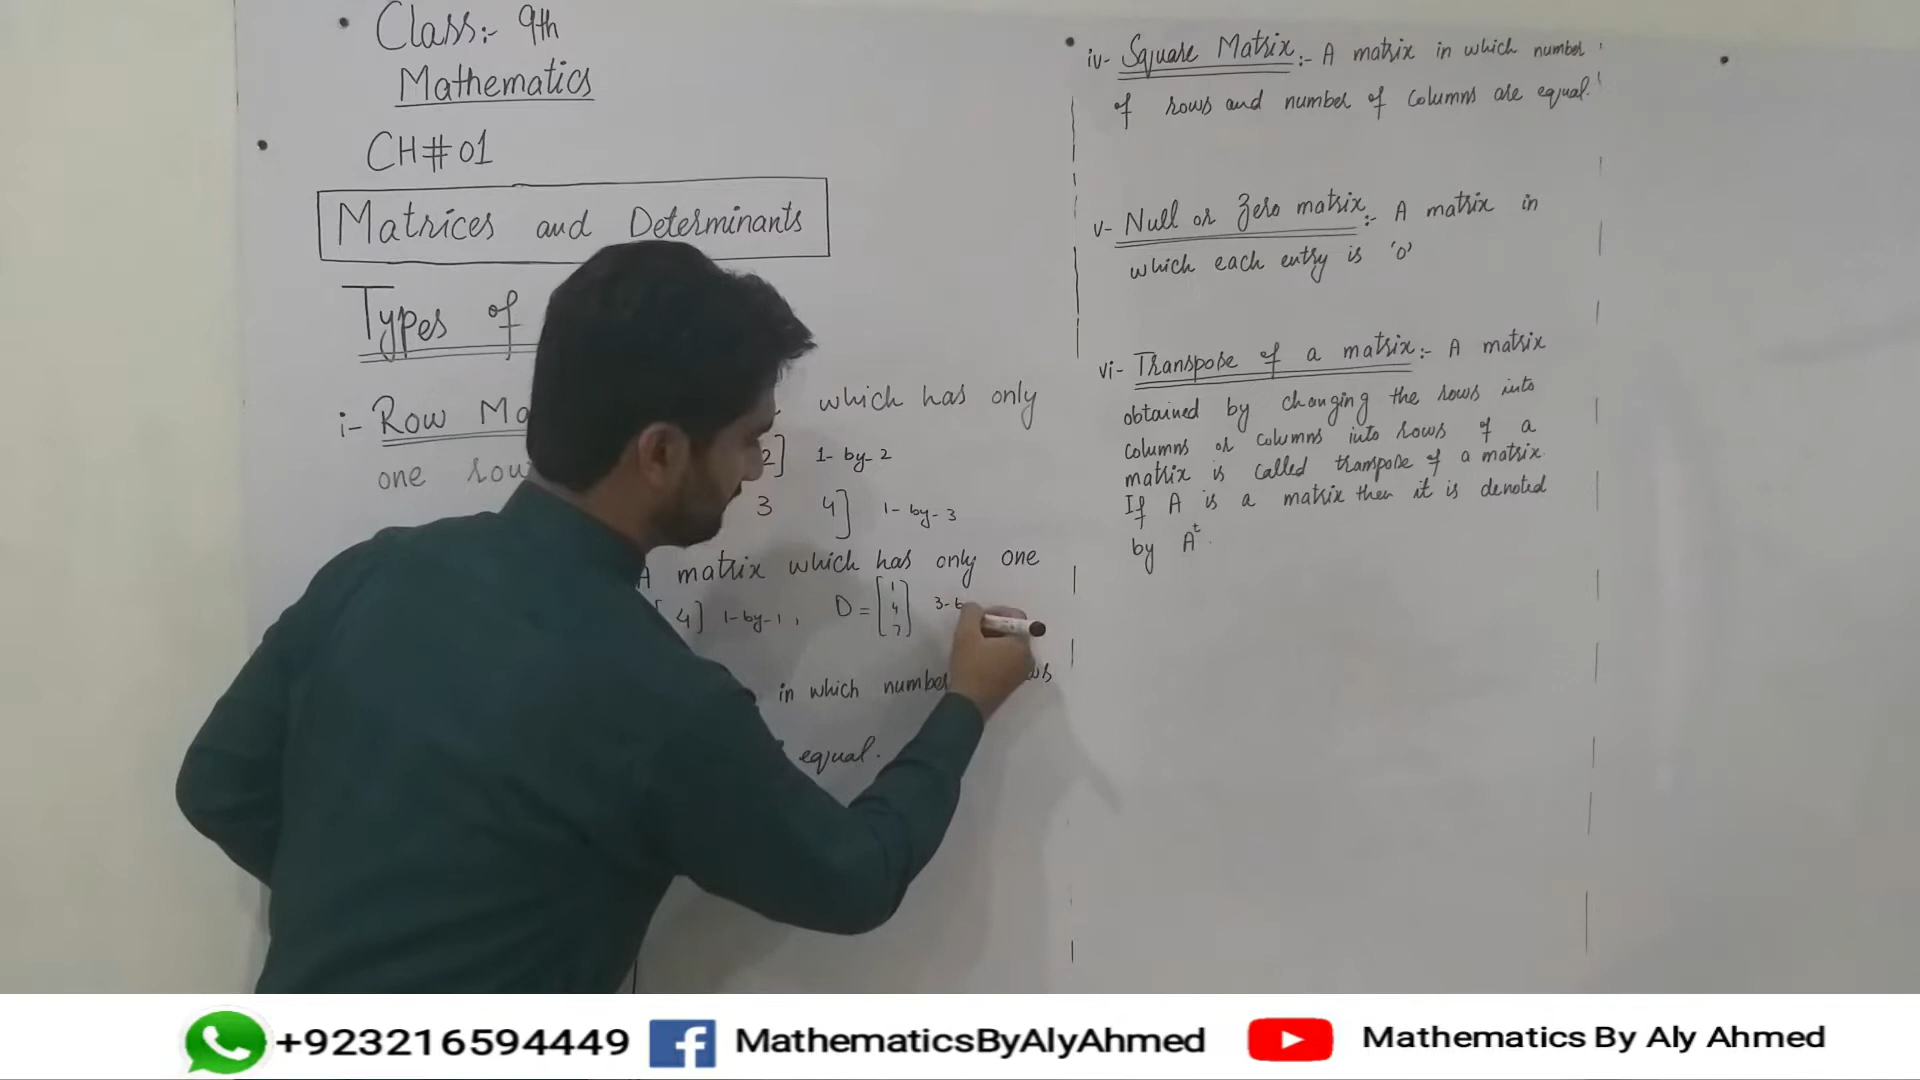 Class:- 9th
Mathematics
CH#01
Matrices and Determinants
Types of
i- Row Ma
which has only
one row
2] 1-by-2
3 4] 1-by-3
A matrix which has only one
[4] 1-by-1, D = [1 4 7] 3-b
in which number
equal.
iv- Square Matrix:- A matrix in which number
of rows and number of columns are equal.
v- Null or Zero matrix:- A matrix in
which each entry is '0'
vi- Transpose of a matrix:- A matrix
obtained by changing the rows into
columns or columns into rows of a
matrix is called transpose of a matrix.
If A is a matrix then it is denoted
by Aᵗ.
+923216594449 MathematicsByAlyAhmed Mathematics By Aly Ahmed